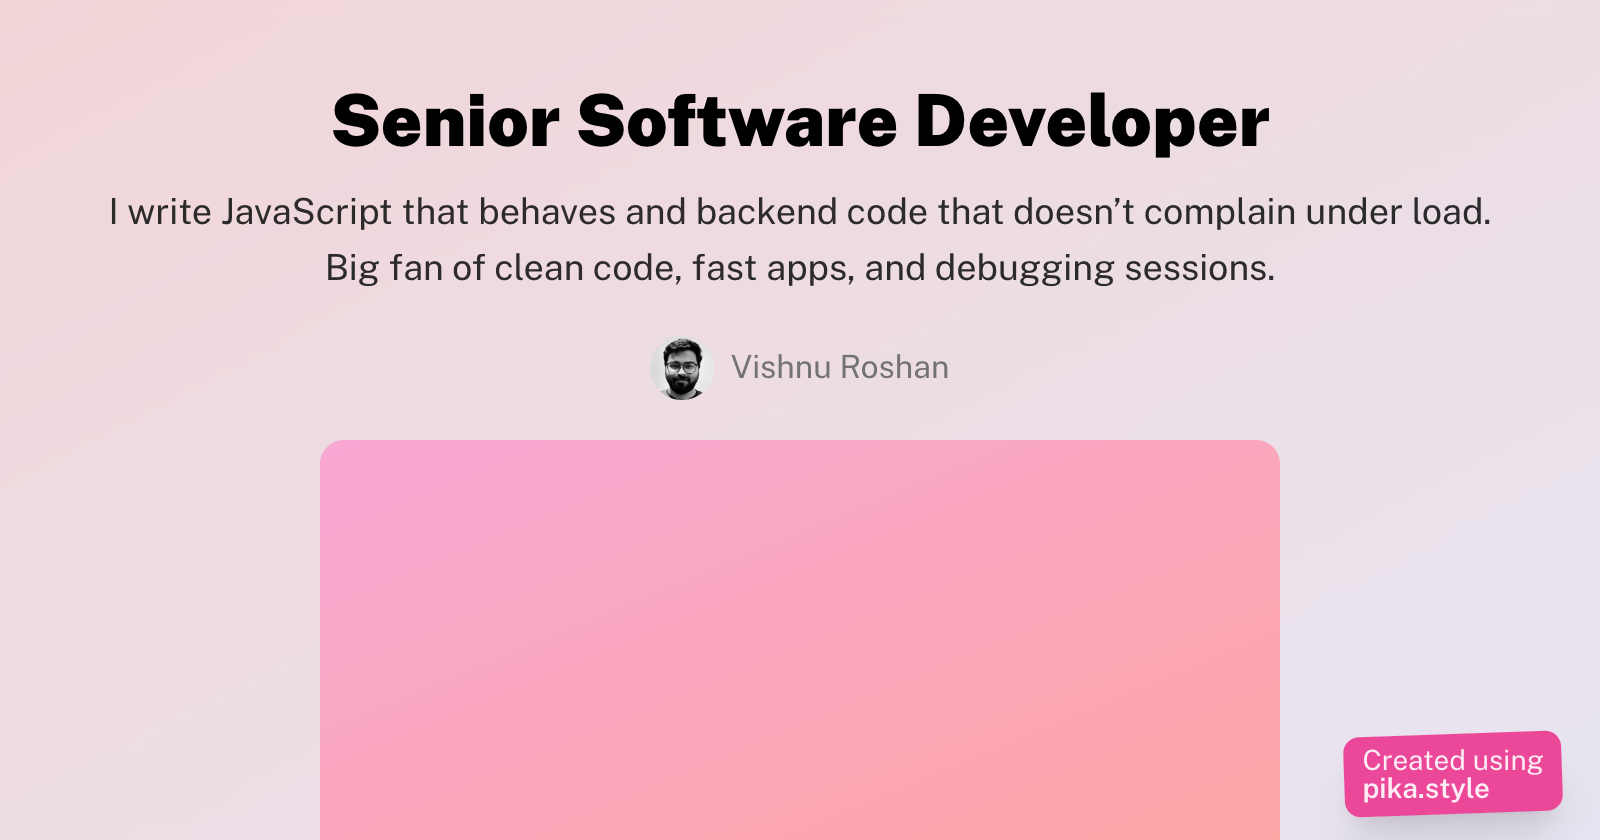 Senior Software Developer
I write JavaScript that behaves and backend code that doesn’t complain under load.
Big fan of clean code, fast apps, and debugging sessions.
Vishnu Roshan
Created using
pika.style